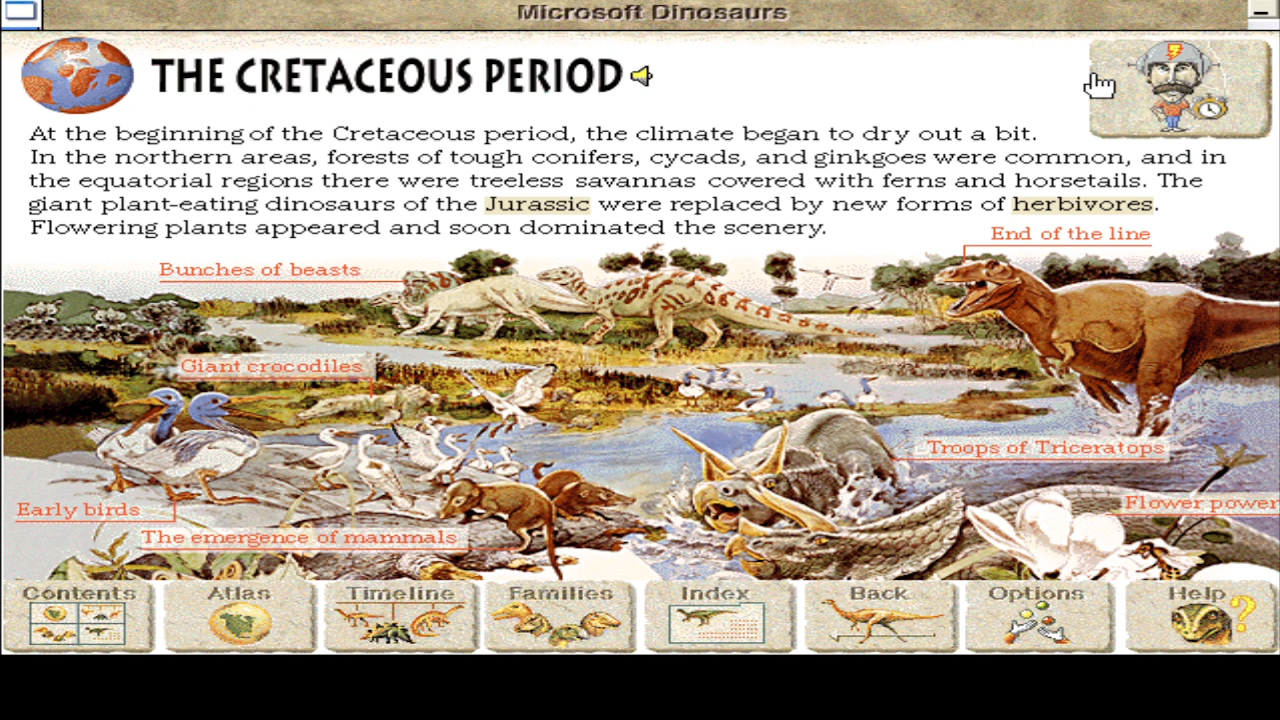 Microsoft Dinosaurs
THE CRETACEOUS PERIOD
At the beginning of the Cretaceous period, the climate began to dry out a bit.
In the northern areas, forests of tough conifers, cycads, and ginkgoes were common, and in
the equatorial regions there were treeless savannas covered with ferns and horsetails. The
giant plant-eating dinosaurs of the Jurassic were replaced by new forms of herbivores.
Flowering plants appeared and soon dominated the scenery.
End of the line
Bunches of beasts
Giant crocodiles
Troops of Triceratops
Flower power
Early birds
The emergence of mammals
Contents Atlas Timeline Families Index Back Options Help